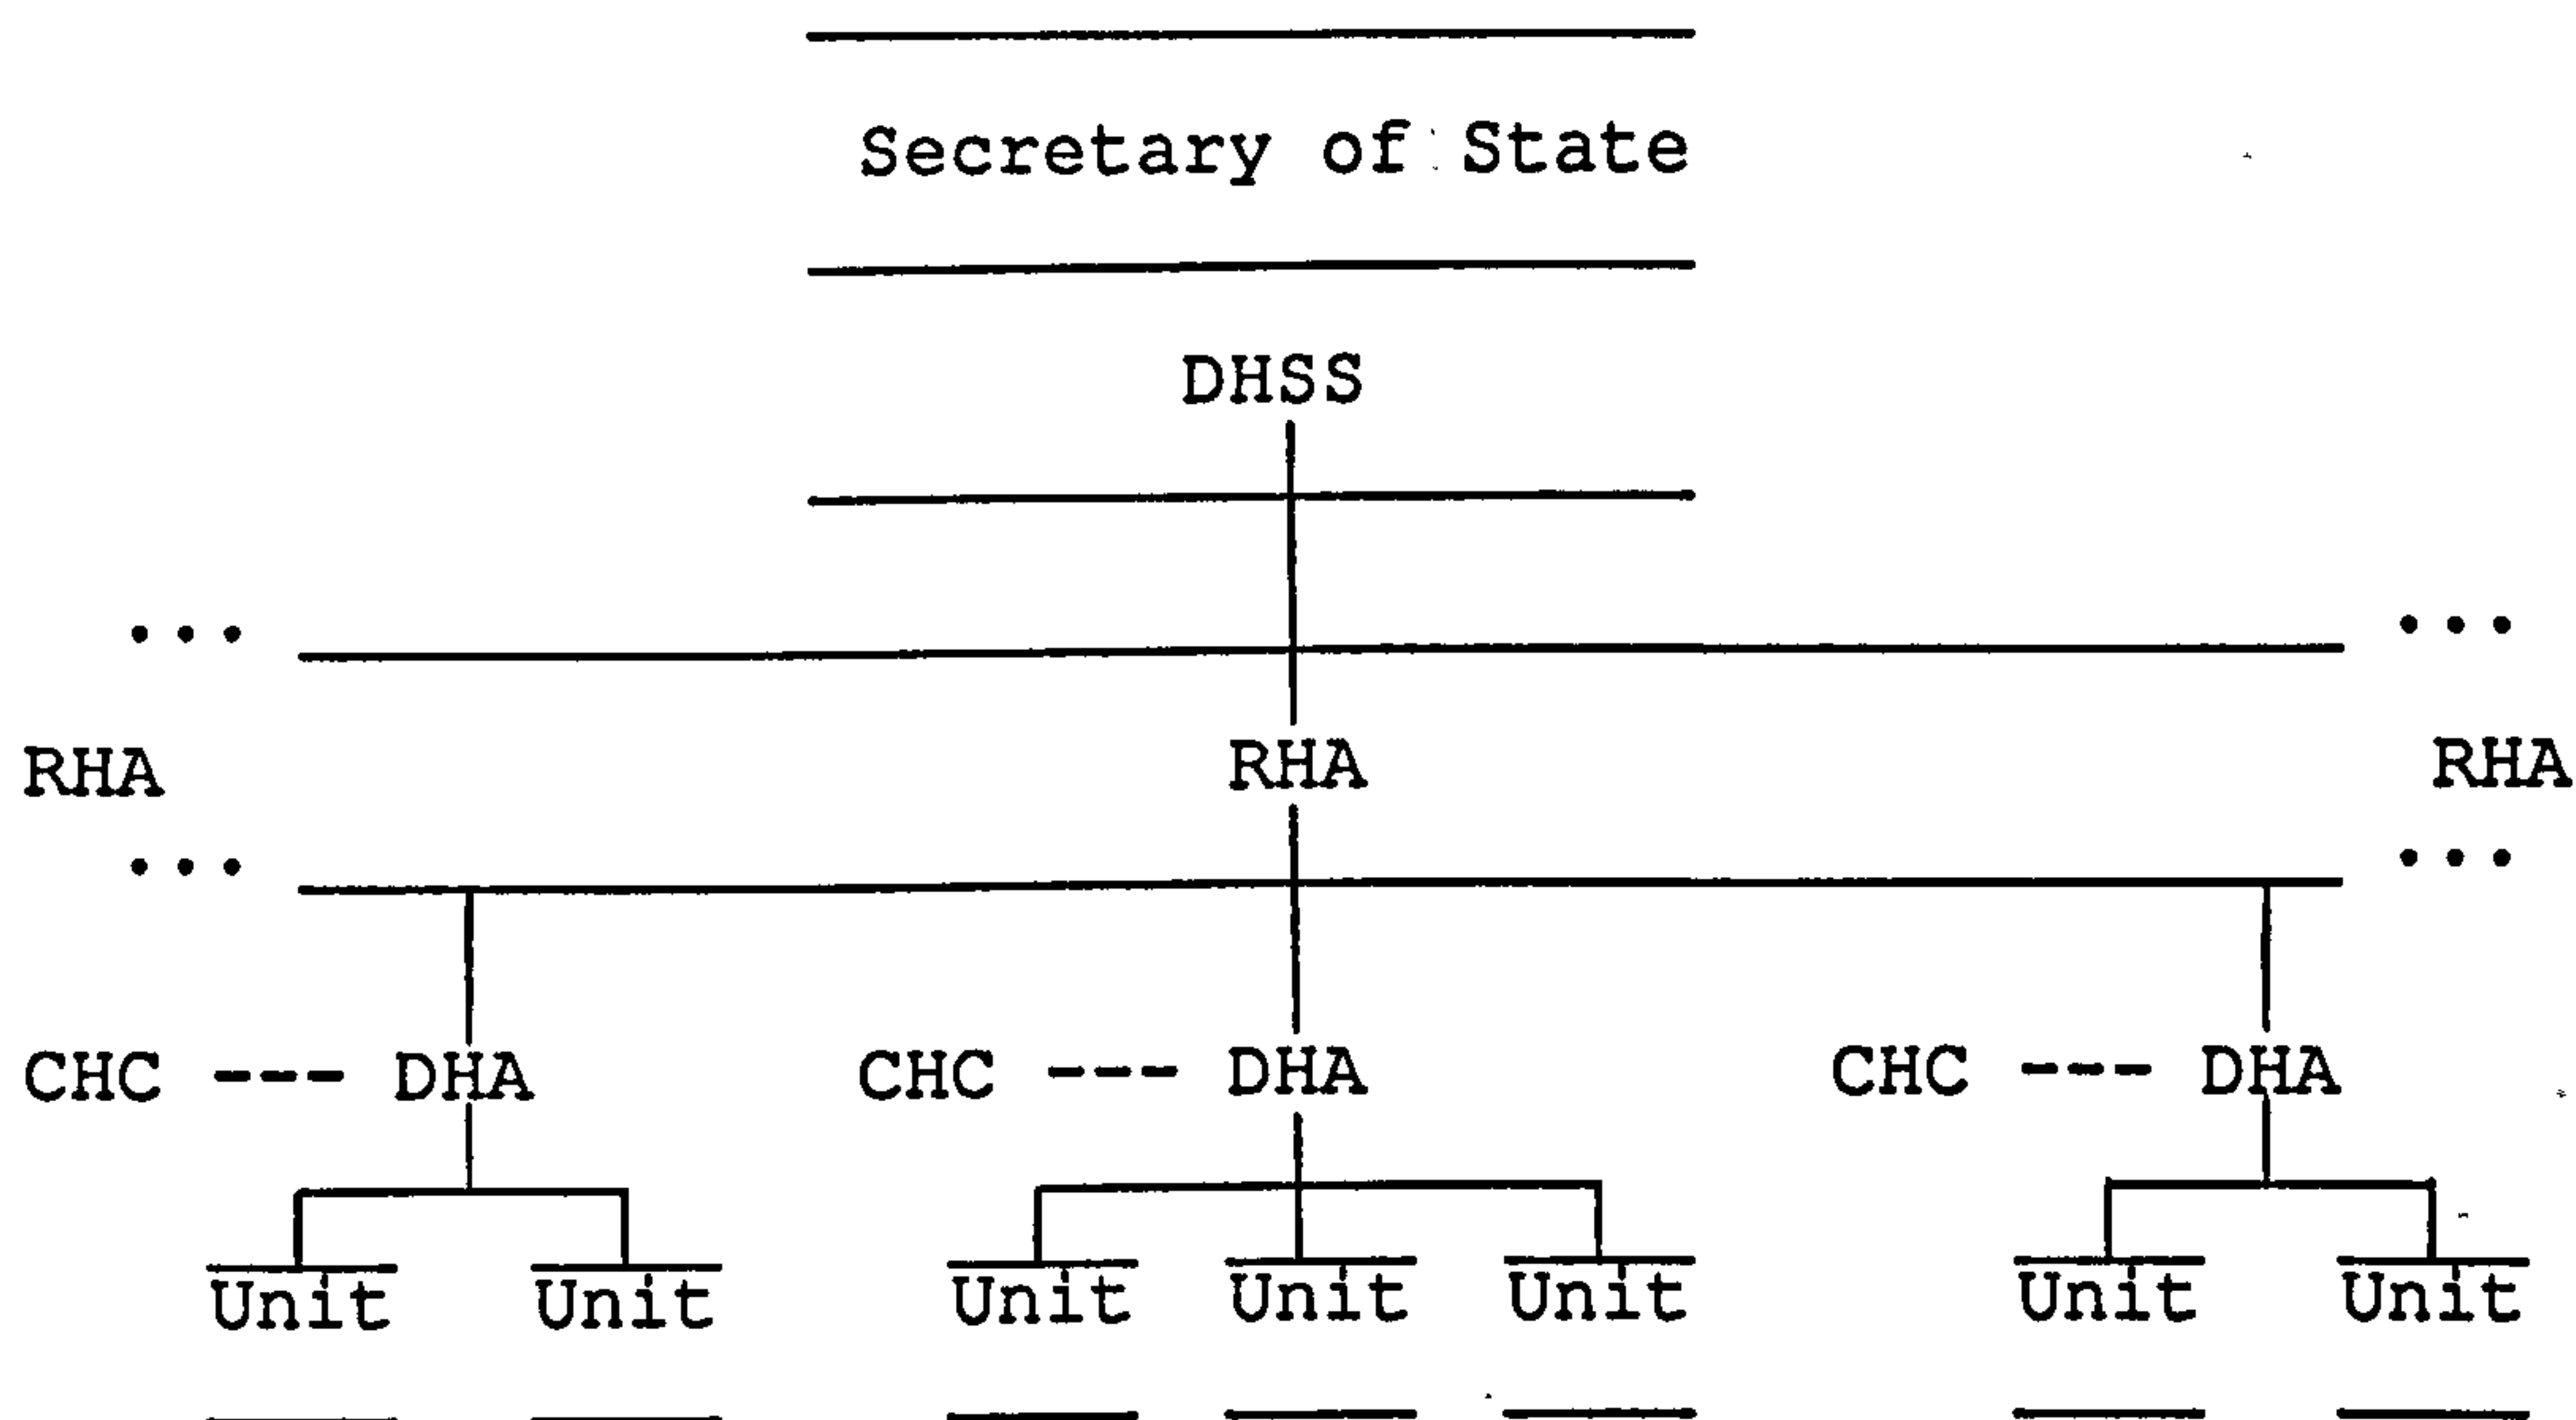 Secretary of State
DHSS
... ...
RHA RHA RHA
... ...
CHC --- DHA CHC --- DHA CHC --- DHA
Unit Unit Unit Unit Unit Unit Unit